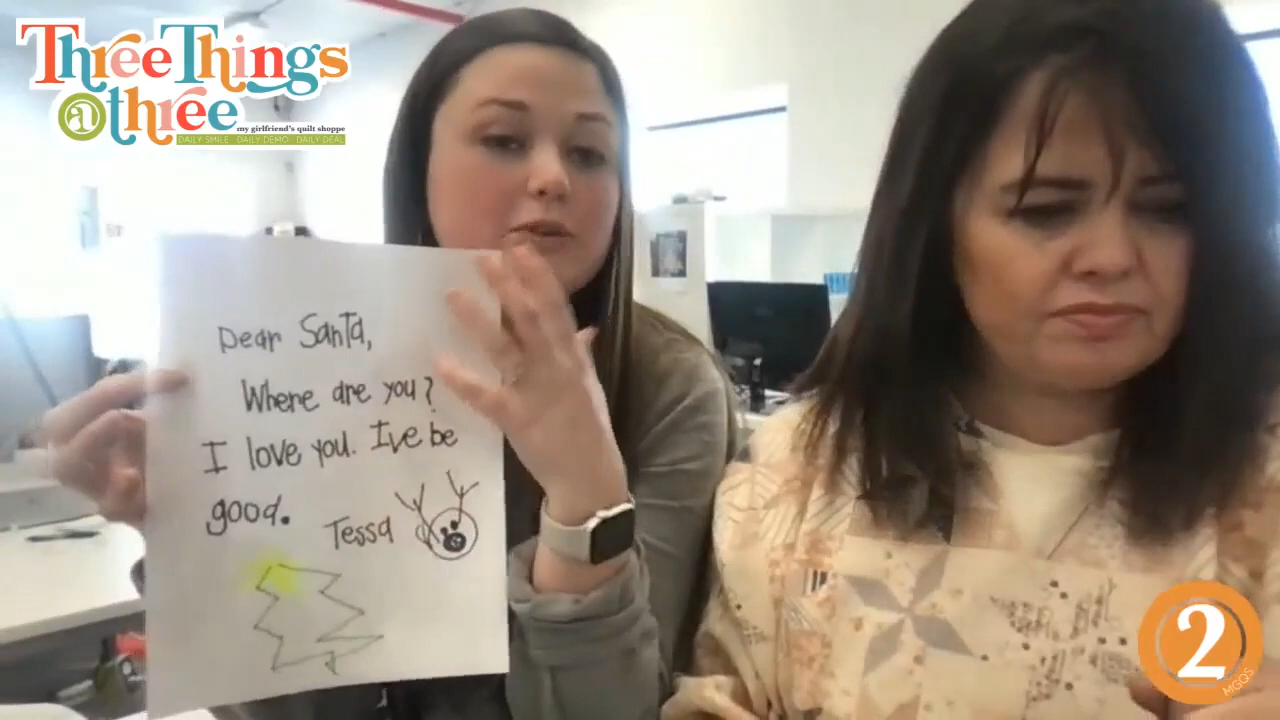 Three Things
@three
my girlfriend's quilt shoppe
DAILY SMILE DAILY DEMO DAILY DEAL
Dear Santa,
Where are you?
I love you. Ive be
good.
Tessa
2
MGQS